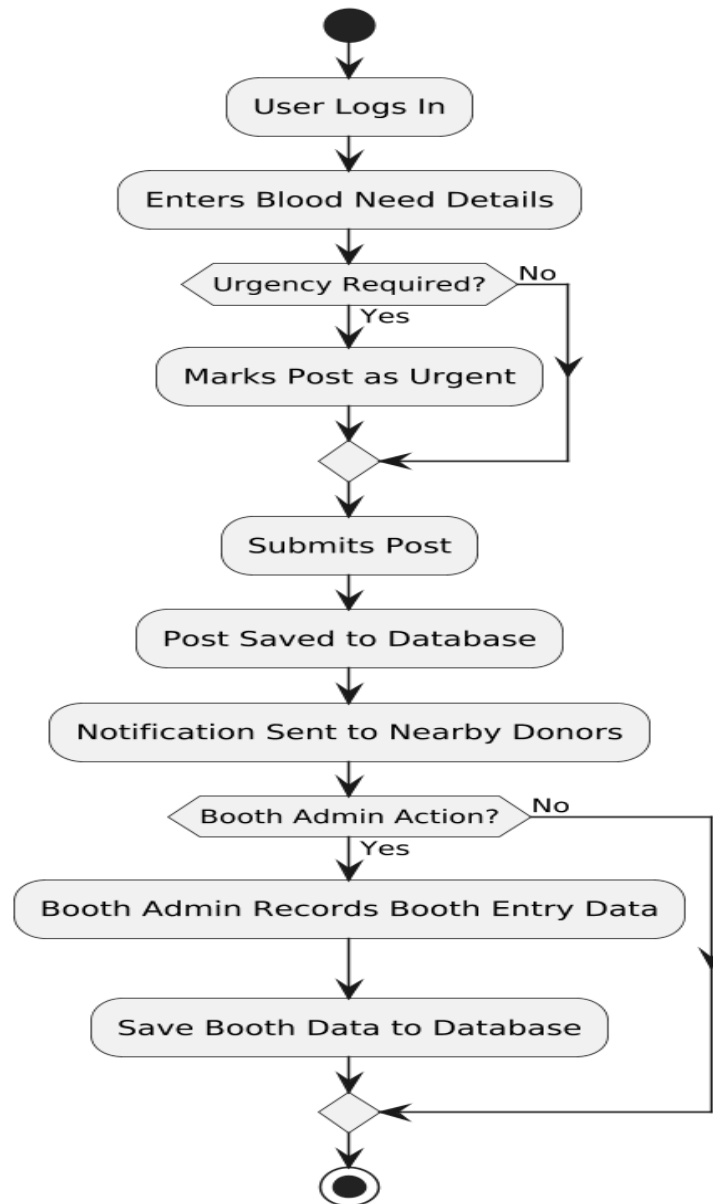 User Logs In
Enters Blood Need Details
Urgency Required?
No
Yes
Marks Post as Urgent
Submits Post
Post Saved to Database
Notification Sent to Nearby Donors
Booth Admin Action?
No
Yes
Booth Admin Records Booth Entry Data
Save Booth Data to Database